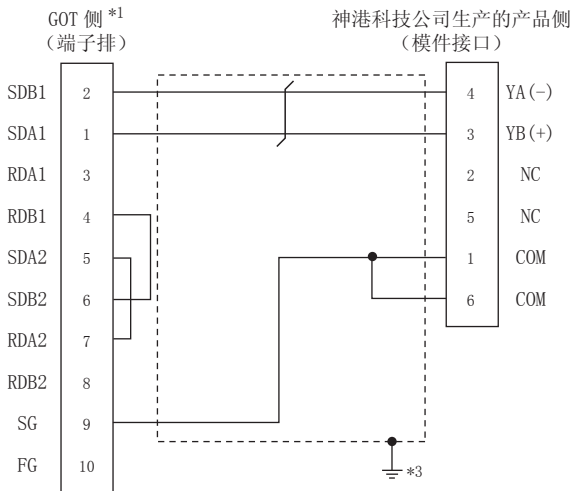 GOT 侧 *1
（端子排）
神港科技公司生产的产品侧
（模件接口）
SDB1 2 4 YA(-)
SDA1 1 3 YB(+)
RDA1 3 2 NC
RDB1 4 5 NC
SDA2 5 1 COM
SDB2 6 6 COM
RDA2 7
RDB2 8
SG 9
FG 10
*3